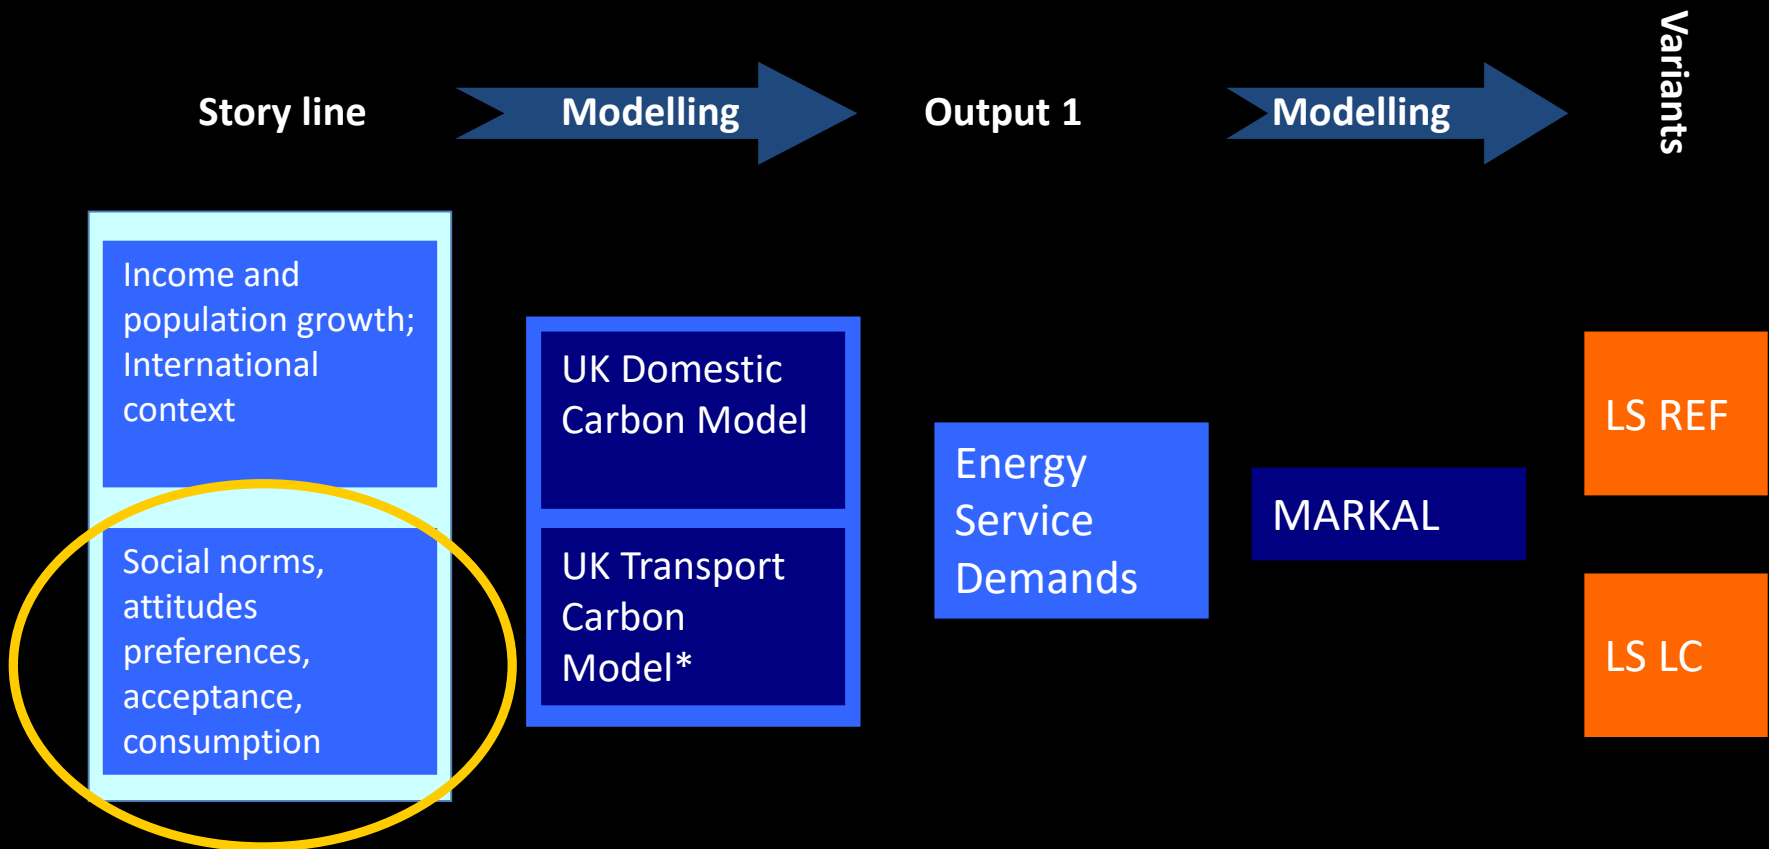 Story line
Modelling
Output 1
Modelling
Variants
Income and
population growth;
International
context
Social norms,
attitudes
preferences,
acceptance,
consumption
UK Domestic
Carbon Model
UK Transport
Carbon
Model*
Energy
Service
Demands
MARKAL
LS REF
LS LC